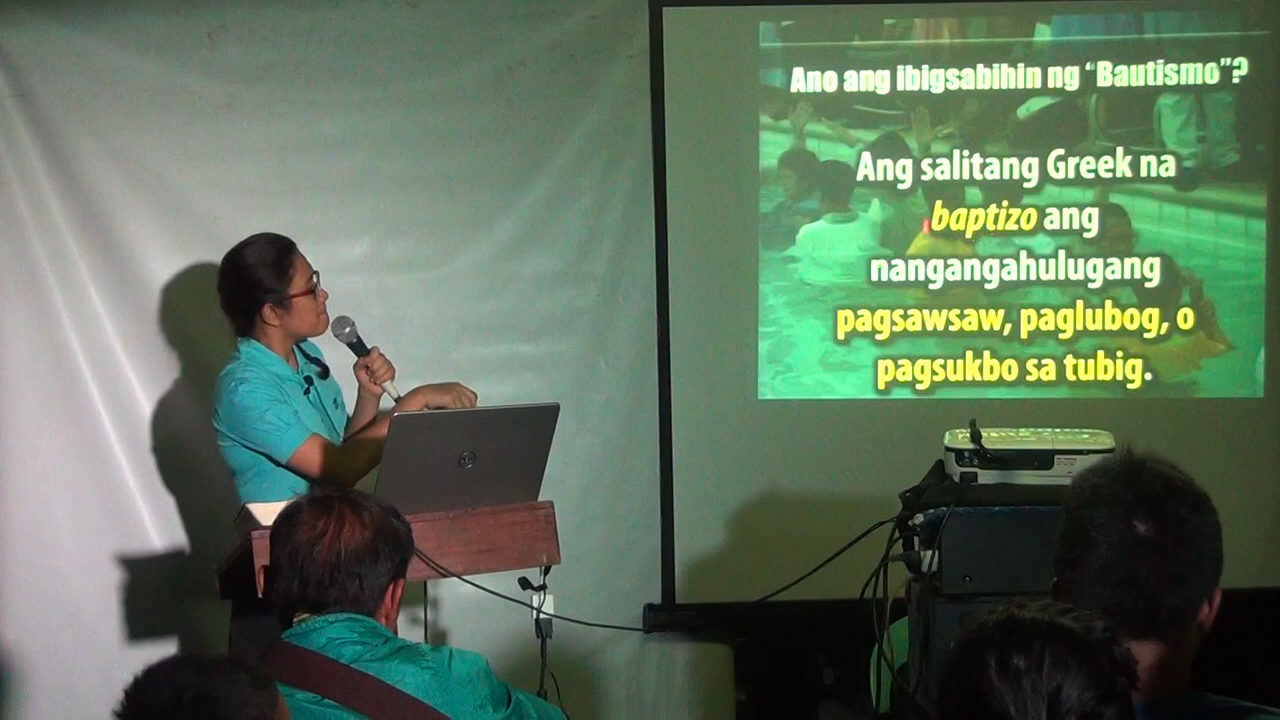 Ano ang ibigsabihin ng “Bautismo”?
Ang salitang Greek na
baptizo ang
nangangahulugang
pagsawsaw, paglubog, o
pagsukbo sa tubig.